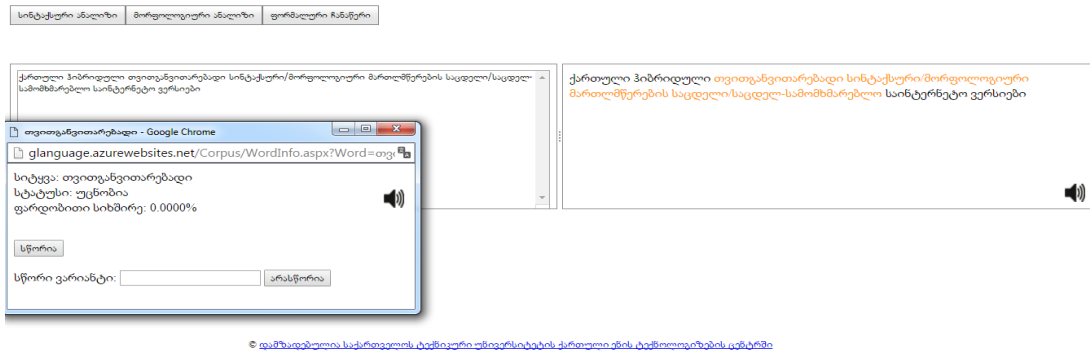 სინტაქსური ანალიზი მორფოლოგიური ანალიზი ფორმალური ჩანაწერი
ქართული ჰიბრიდული თვითგანვითარებადი სინტაქსური/მორფოლოგიური მართლმწერების საცდელი/საცდელ-
სამომხმარებლო საინტერნეტო ვერსიები
ქართული ჰიბრიდული თვითგანვითარებადი სინტაქსური/მორფოლოგიური
მართლმწერების საცდელი/საცდელ-სამომხმარებლო საინტერნეტო ვერსიები
თვითგანვითარებადი - Google Chrome
glanguage.azurewebsites.net/Corpus/WordInfo.aspx?Word=თვი
სიტყვა: თვითგანვითარებადი
სტატუსი: უცნობია
ფარდობითი სიხშირე: 0.0000%
სწორია
სწორი ვარიანტი: არასწორია
© დამზადებულია საქართველოს ტექნიკური უნივერსიტეტის ქართული ენის ტექნოლოგიზების ცენტრში